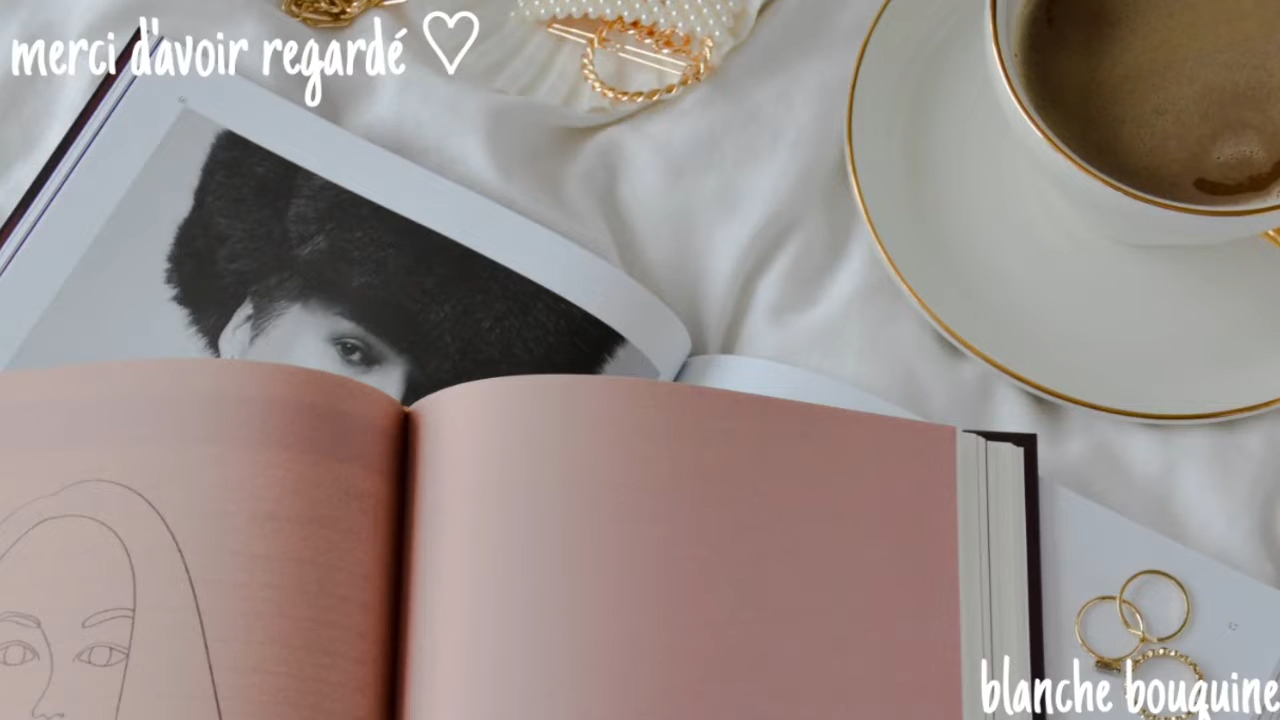 merci d'avoir regardé ♡
blanche bouquine